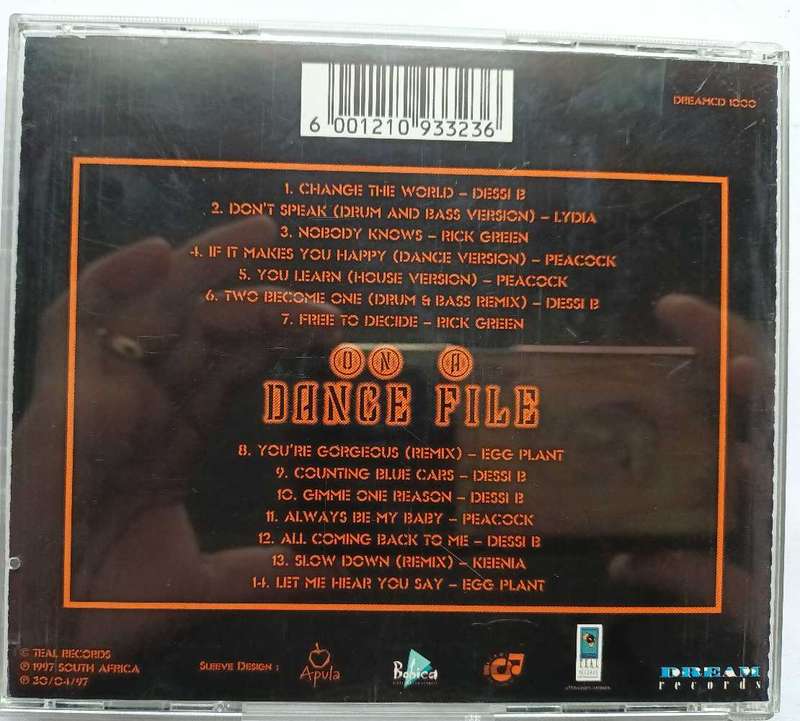 DREAMCD 1000
6 001210 933236
1. CHANGE THE WORLD – DESSI B
2. DON'T SPEAK (DRUM AND BASS VERSION) – LYDIA
3. NOBODY KNOWS – RICK GREEN
4. IF IT MAKES YOU HAPPY (DANCE VERSION) – PEACOCK
5. YOU LEARN (HOUSE VERSION) – PEACOCK
6. TWO BECOME ONE (DRUM & BASS REMIX) – DESSI B
7. FREE TO DECIDE – RICK GREEN
ON A
DANCE FILE
8. YOU'RE GORGEOUS (REMIX) – EGG PLANT
9. COUNTING BLUE CARS – DESSI B
10. GIMME ONE REASON – DESSI B
11. ALWAYS BE MY BABY – PEACOCK
12. ALL COMING BACK TO ME – DESSI B
13. SLOW DOWN (REMIX) – KEENIA
14. LET ME HEAR YOU SAY – EGG PLANT
© TEAL RECORDS
℗ 1997 SOUTH AFRICA
℗ 30/04/97
SLEEVE DESIGN :
Apula
Bobica
TEAL
RECORDS
DREAM
records